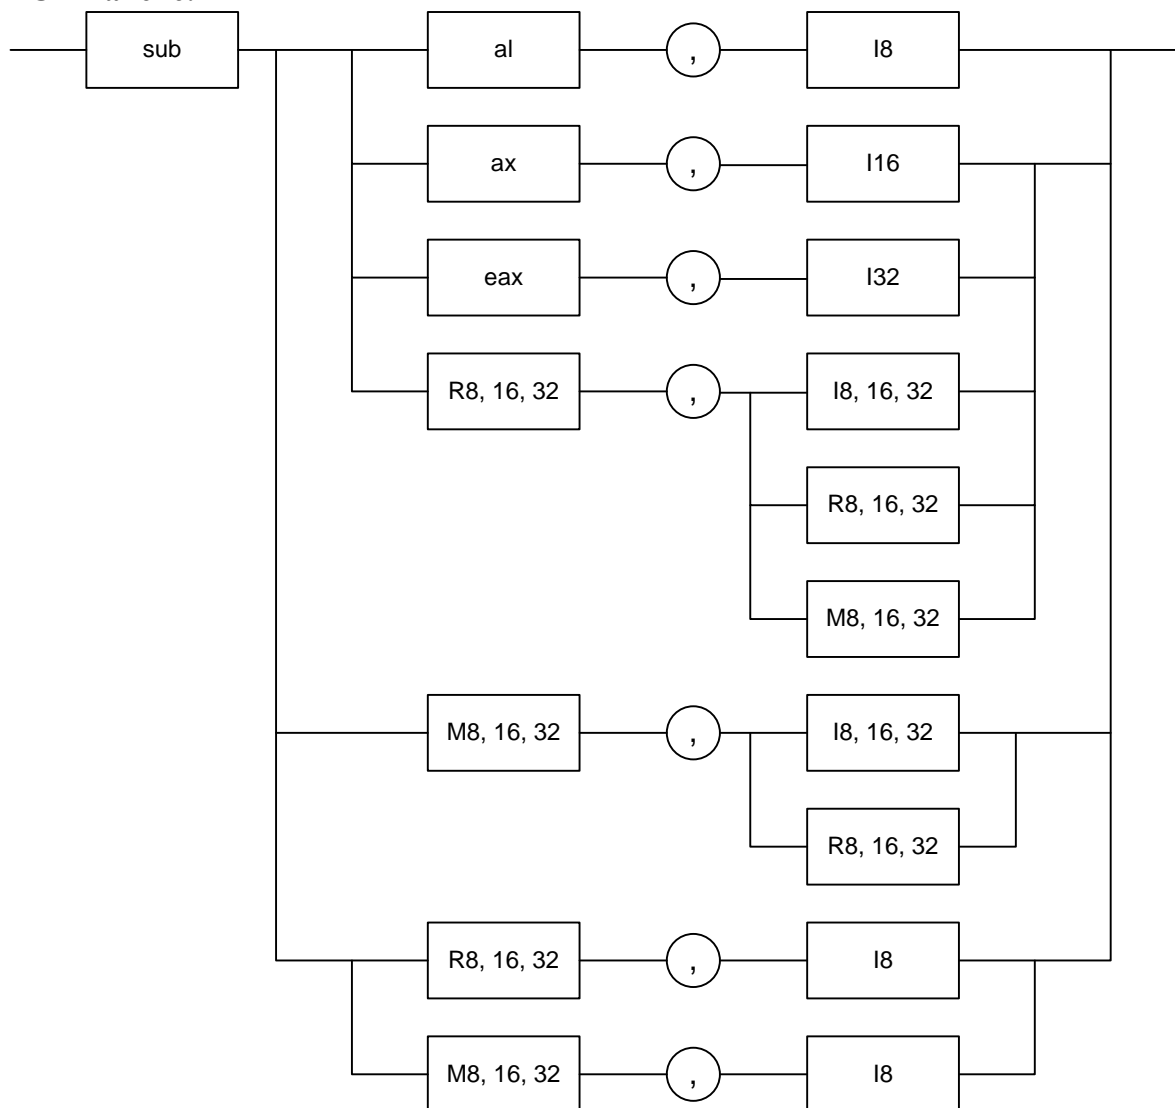 sub al , I8
ax , I16
eax , I32
R8, 16, 32 , I8, 16, 32
R8, 16, 32
M8, 16, 32
M8, 16, 32 , I8, 16, 32
R8, 16, 32
R8, 16, 32 , I8
M8, 16, 32 , I8